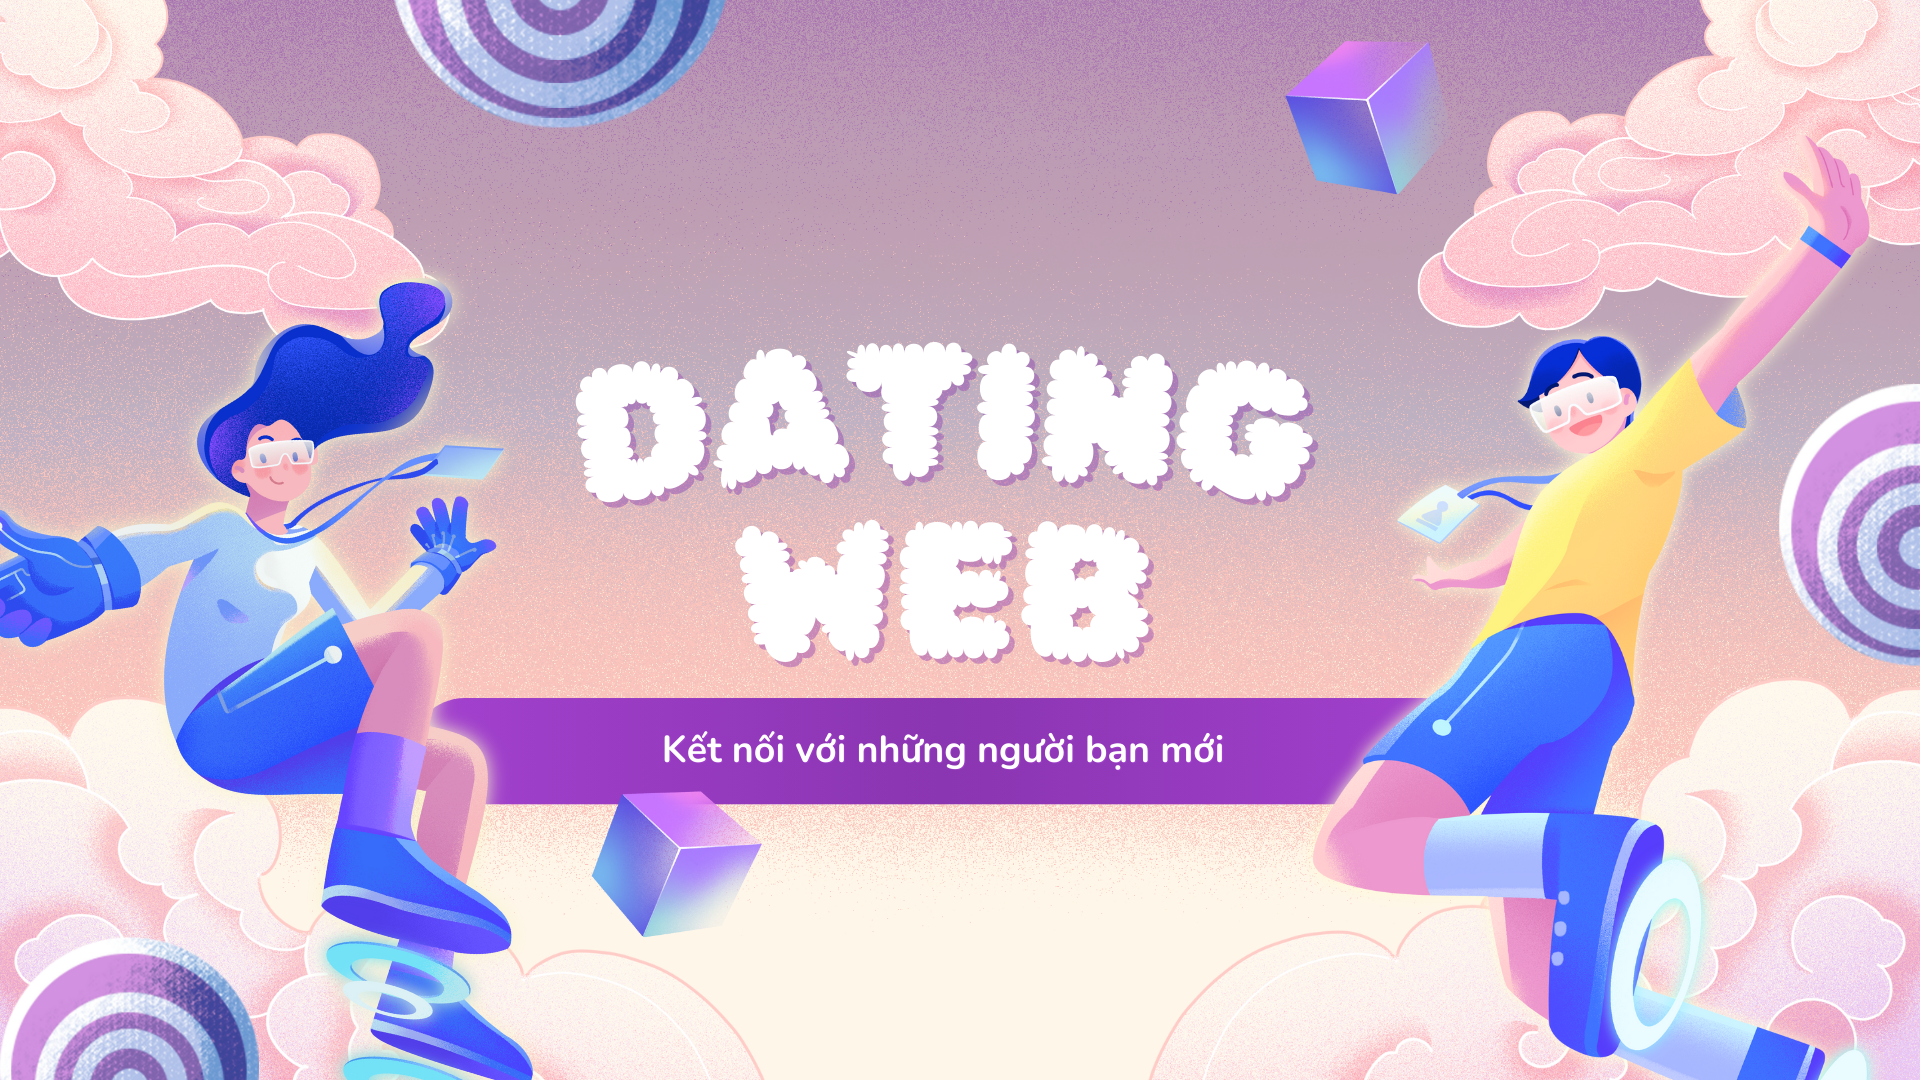 DATING
WEB
Kết nối với những người bạn mới